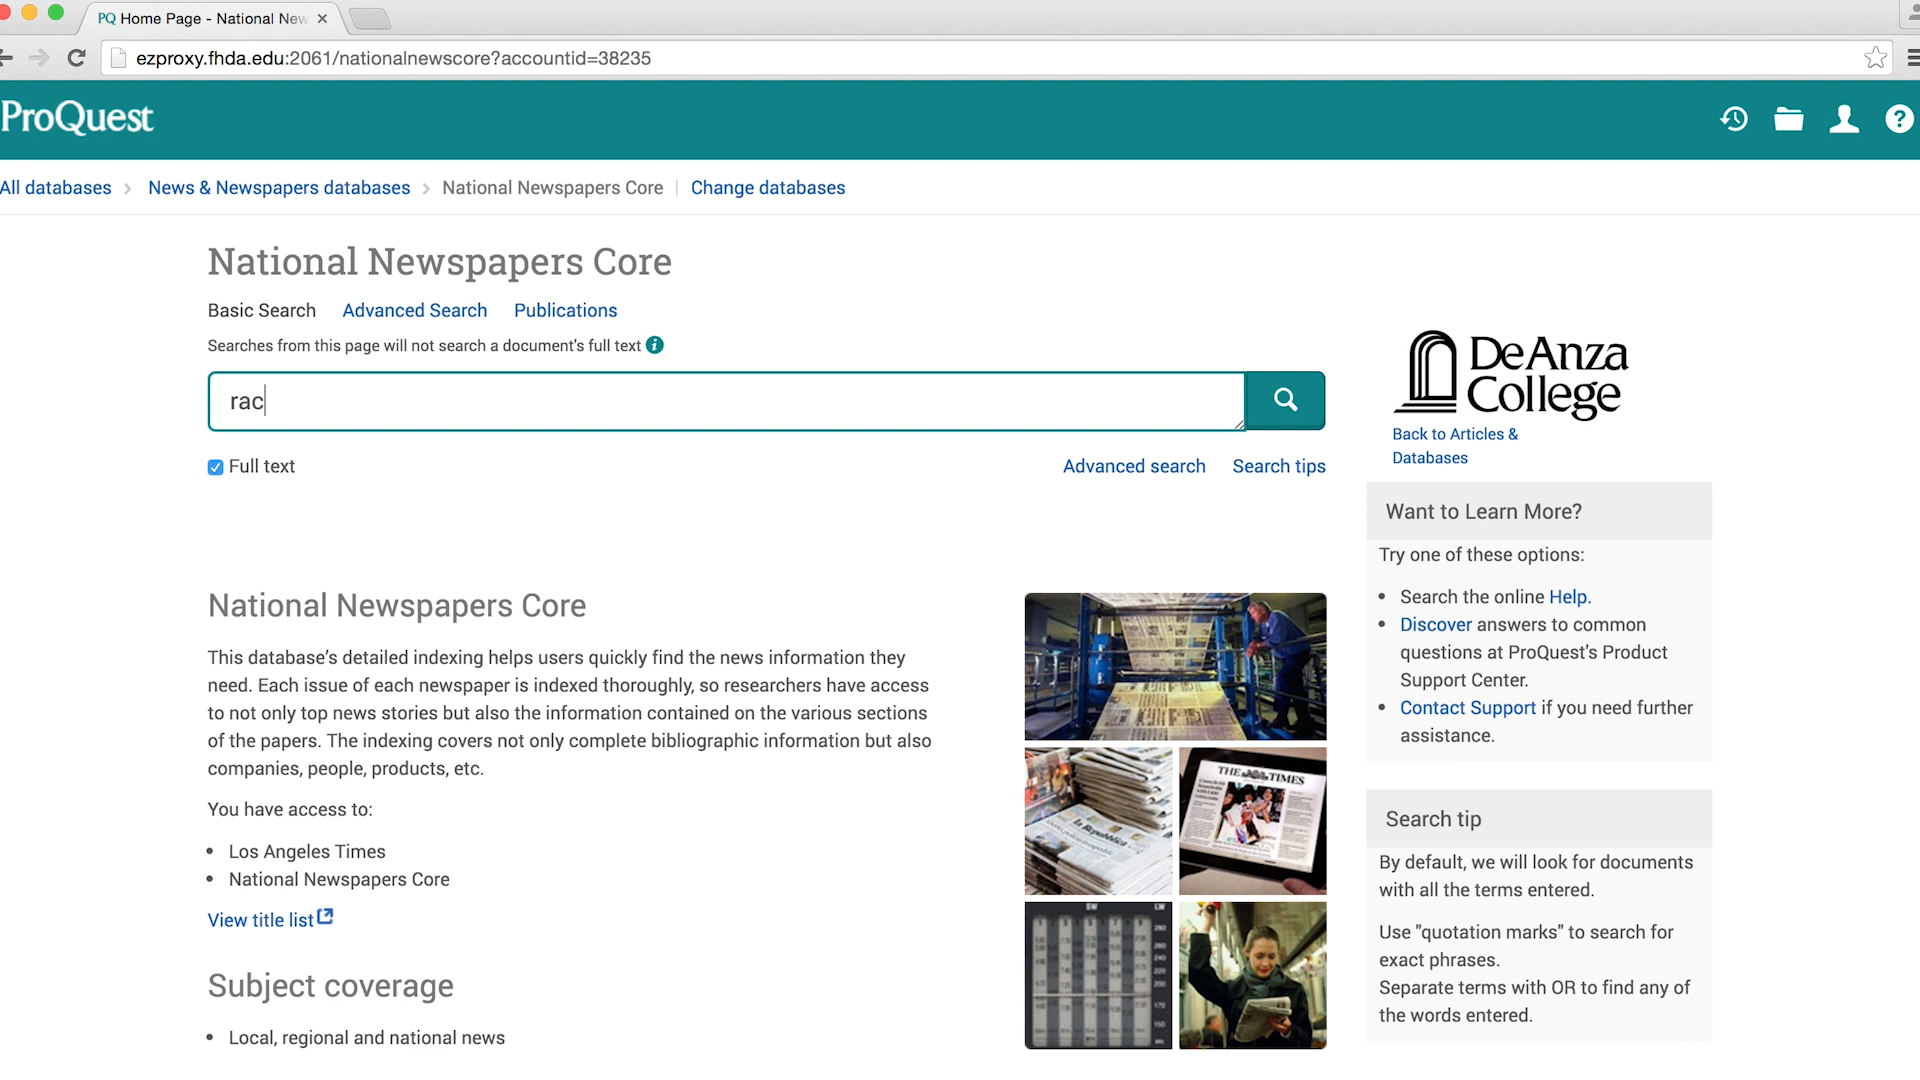 PQ Home Page - National New
ezproxy.fhda.edu:2061/nationalnewscore?accountid=38235
ProQuest
All databases
News & Newspapers databases
National Newspapers Core
Change databases
National Newspapers Core
Basic Search
Advanced Search
Publications
Searches from this page will not search a document's full text
rac
Full text
Advanced search
Search tips
DeAnza
College
Back to Articles &
Databases
Want to Learn More?
Try one of these options:
Search the online Help.
Discover answers to common
questions at ProQuest's Product
Support Center.
Contact Support if you need further
assistance.
National Newspapers Core
This database's detailed indexing helps users quickly find the news information they
need. Each issue of each newspaper is indexed thoroughly, so researchers have access
to not only top news stories but also the information contained on the various sections
of the papers. The indexing covers not only complete bibliographic information but also
companies, people, products, etc.
You have access to:
Los Angeles Times
National Newspapers Core
View title list
THE TIMES
la Repubblica
SW
LW
Search tip
By default, we will look for documents
with all the terms entered.
Use "quotation marks" to search for
exact phrases.
Separate terms with OR to find any of
the words entered.
Subject coverage
Local, regional and national news